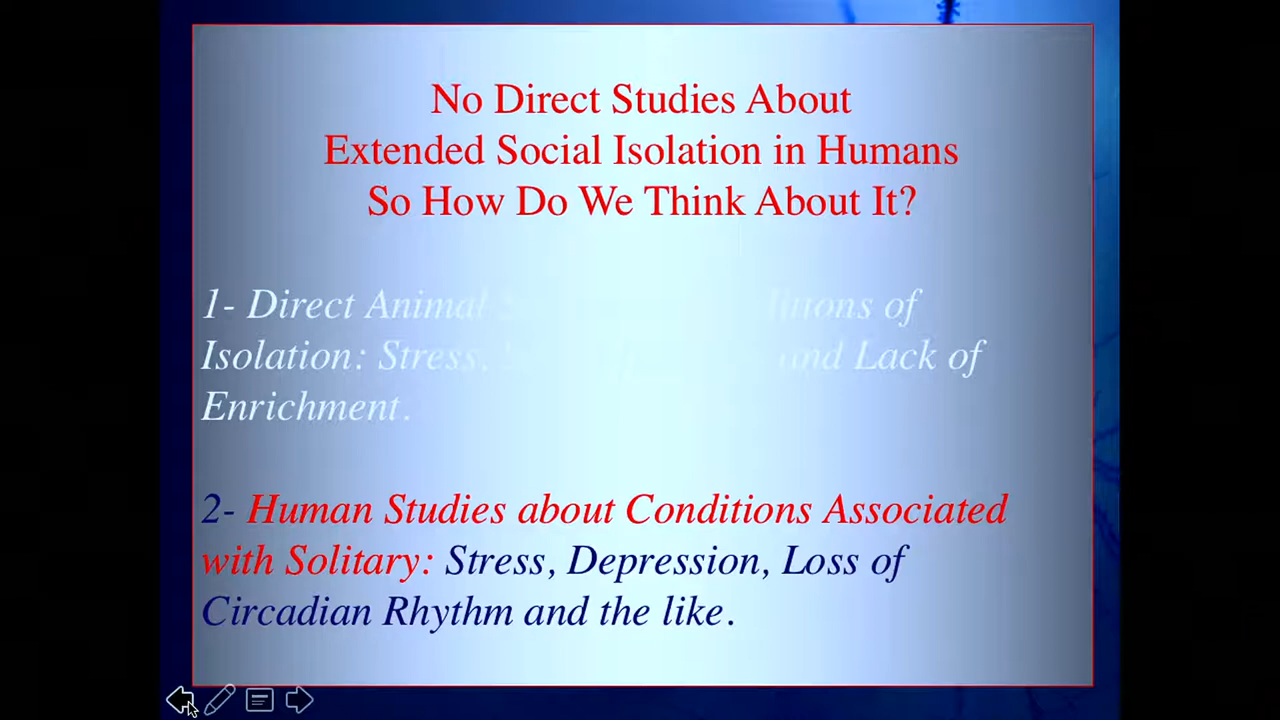 No Direct Studies About
Extended Social Isolation in Humans
So How Do We Think About It?
1- Direct Animal of
Isolation: Stress, and Lack of
Enrichment.
2- Human Studies about Conditions Associated
with Solitary: Stress, Depression, Loss of
Circadian Rhythm and the like.